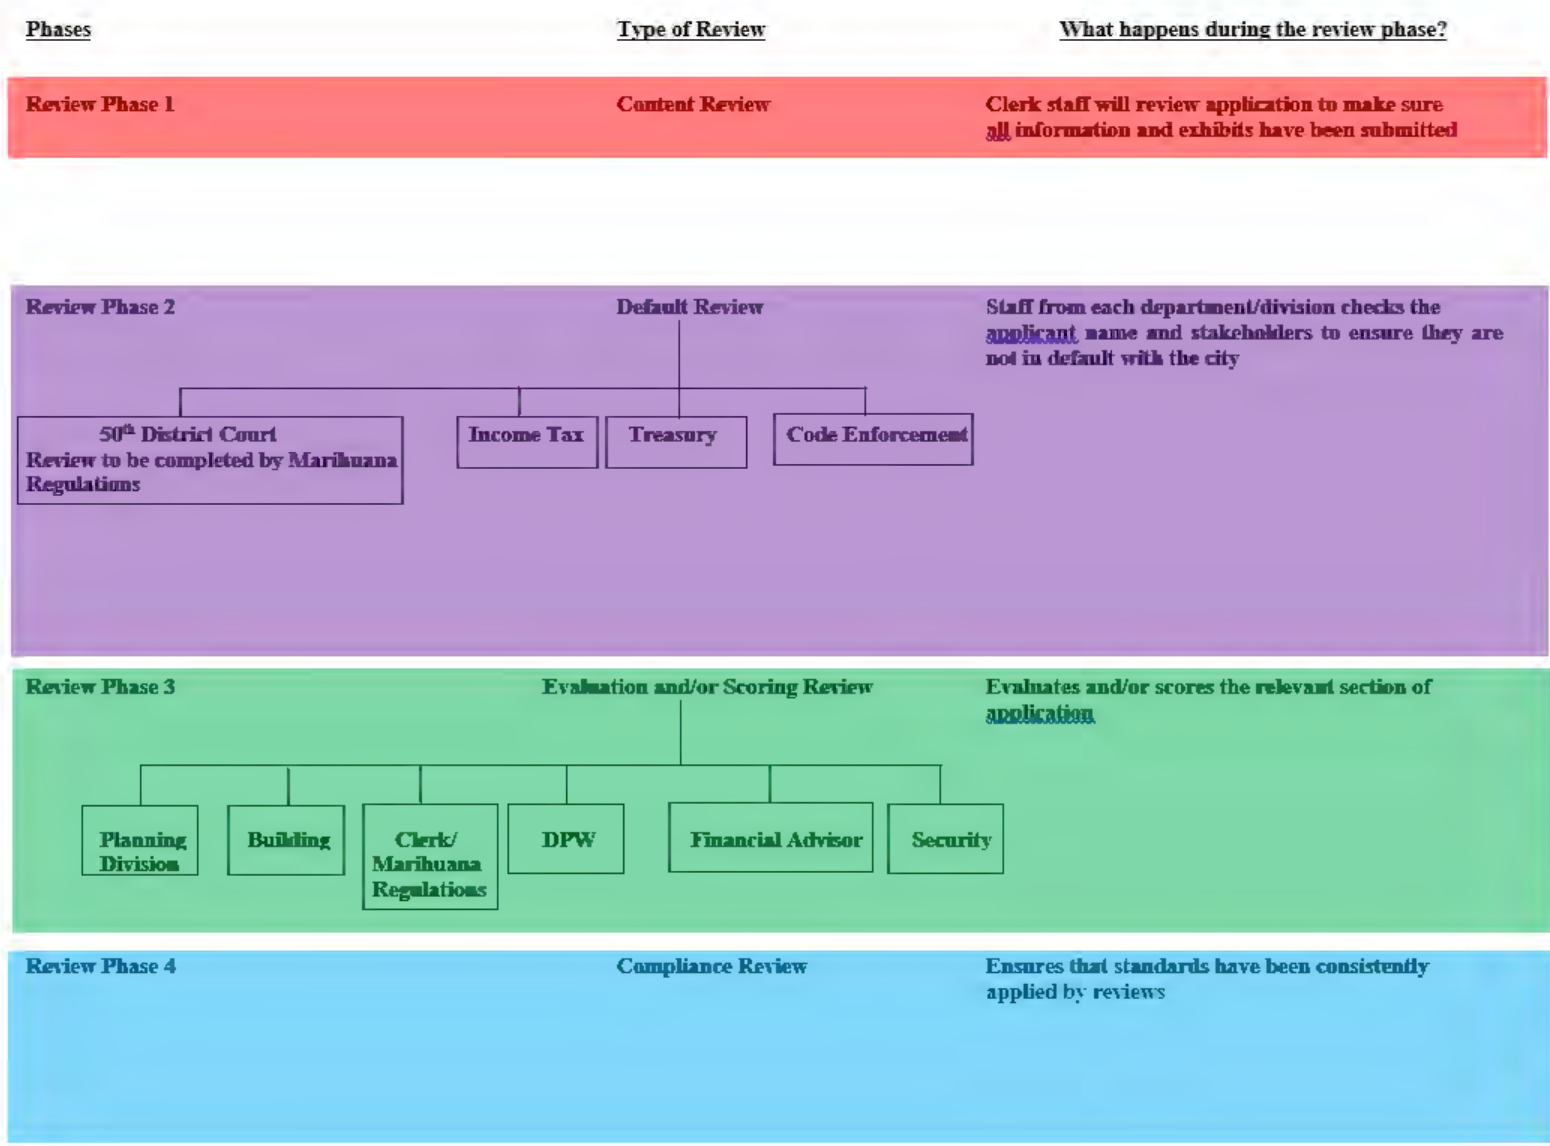 Phases Type of Review What happens during the review phase?
Review Phase 1 Content Review Clerk staff will review application to make sure
all information and exhibits have been submitted
Review Phase 2 Default Review Staff from each department/division checks the
applicant name and stakeholders to ensure they are
not in default with the city
50th District Court
Review to be completed by Marihuana
Regulations
Income Tax
Treasury
Code Enforcement
Review Phase 3 Evaluation and/or Scoring Review Evaluates and/or scores the relevant section of
application
Planning
Division
Building
Clerk/
Marihuana
Regulations
DPW
Financial Advisor
Security
Review Phase 4 Compliance Review Ensures that standards have been consistently
applied by reviews